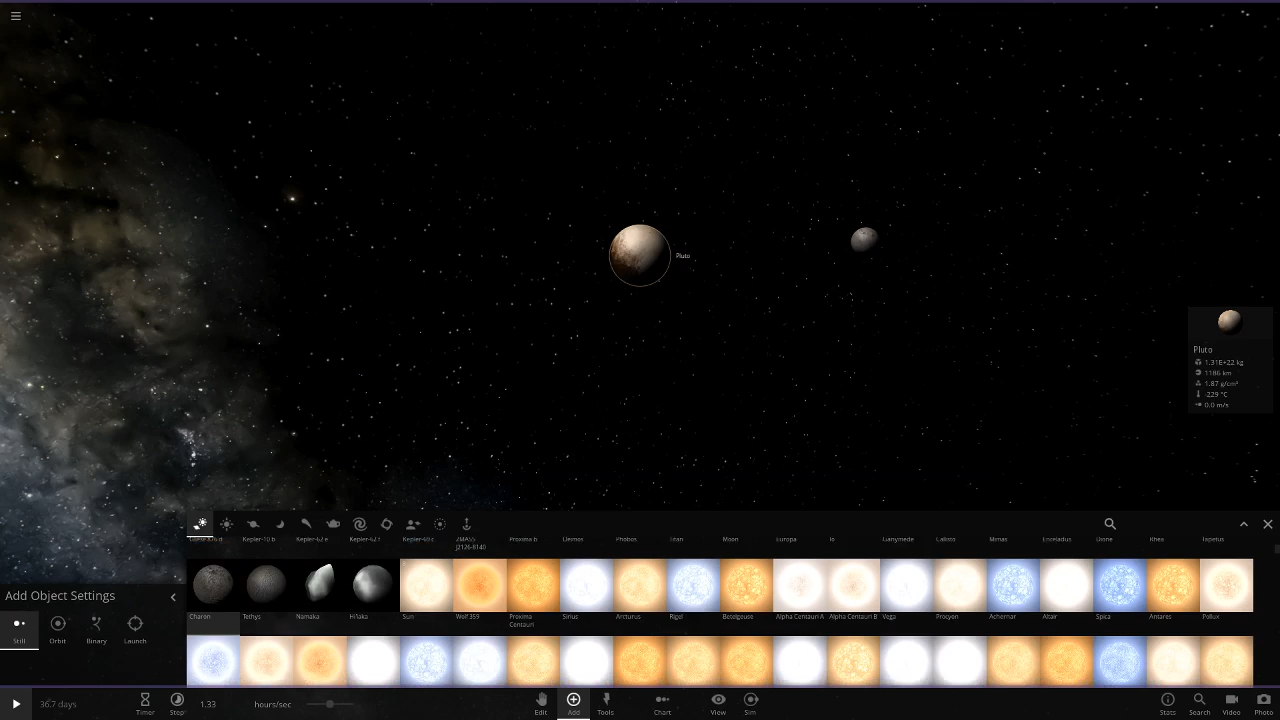 Pluto
Pluto
1.31E+22 kg
1186 km
1.87 g/cm³
-229 °C
0.0 m/s
Kepler-10 b
Kepler-62 e
Kepler-62 f
Kepler-69 c
2MASS J2126-8140
Proxima b
Deimos
Phobos
Titan
Moon
Europa
Io
Ganymede
Callisto
Mimas
Enceladus
Dione
Rhea
Iapetus
Charon
Tethys
Namaka
Hiʻiaka
Sun
Wolf 359
Proxima Centauri
Sirius
Arcturus
Rigel
Betelgeuse
Alpha Centauri A
Alpha Centauri B
Vega
Procyon
Achernar
Altair
Spica
Antares
Pollux
Add Object Settings
Still
Orbit
Binary
Launch
36.7 days
Timer
Step
1.33
hours/sec
Edit
Add
Tools
Chart
View
Sim
Stats
Search
Video
Photo